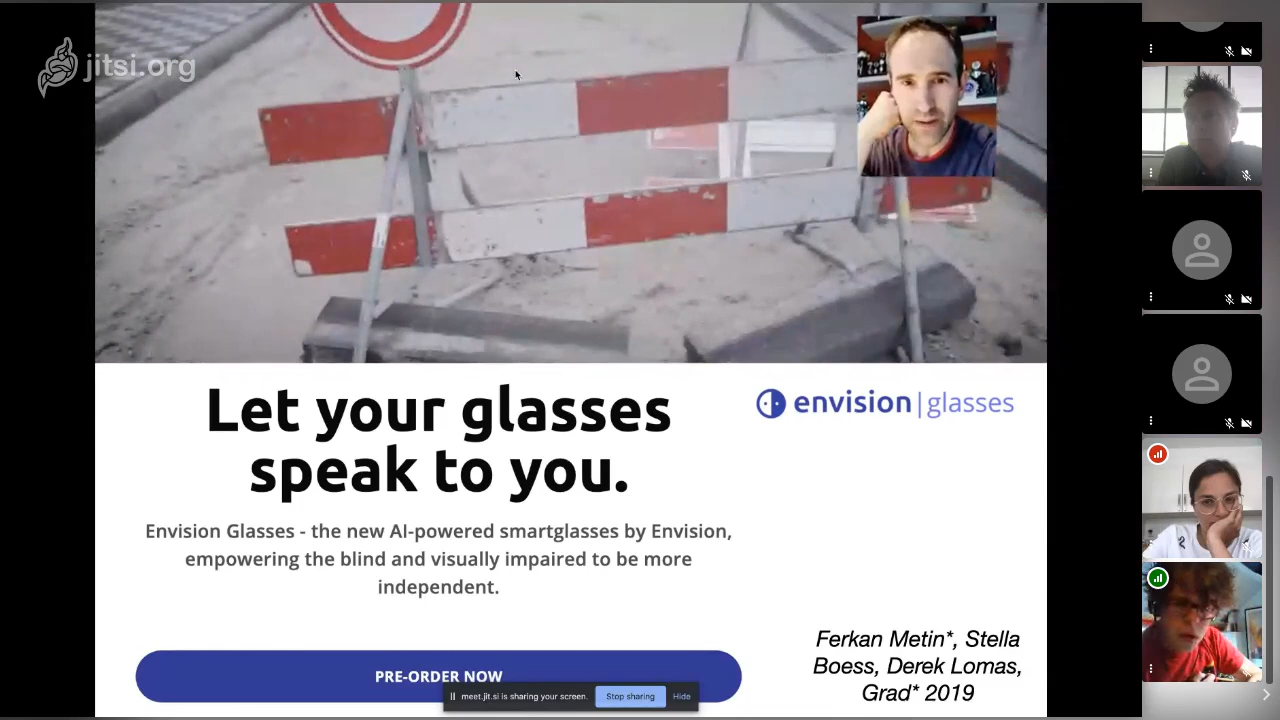 jitsi.org
Let your glasses
speak to you.
envision | glasses
Envision Glasses - the new AI-powered smartglasses by Envision,
empowering the blind and visually impaired to be more
independent.
PRE-ORDER NOW
Ferkan Metin*, Stella
Boess, Derek Lomas,
Grad* 2019
meet.jit.si is sharing your screen.
Stop sharing
Hide